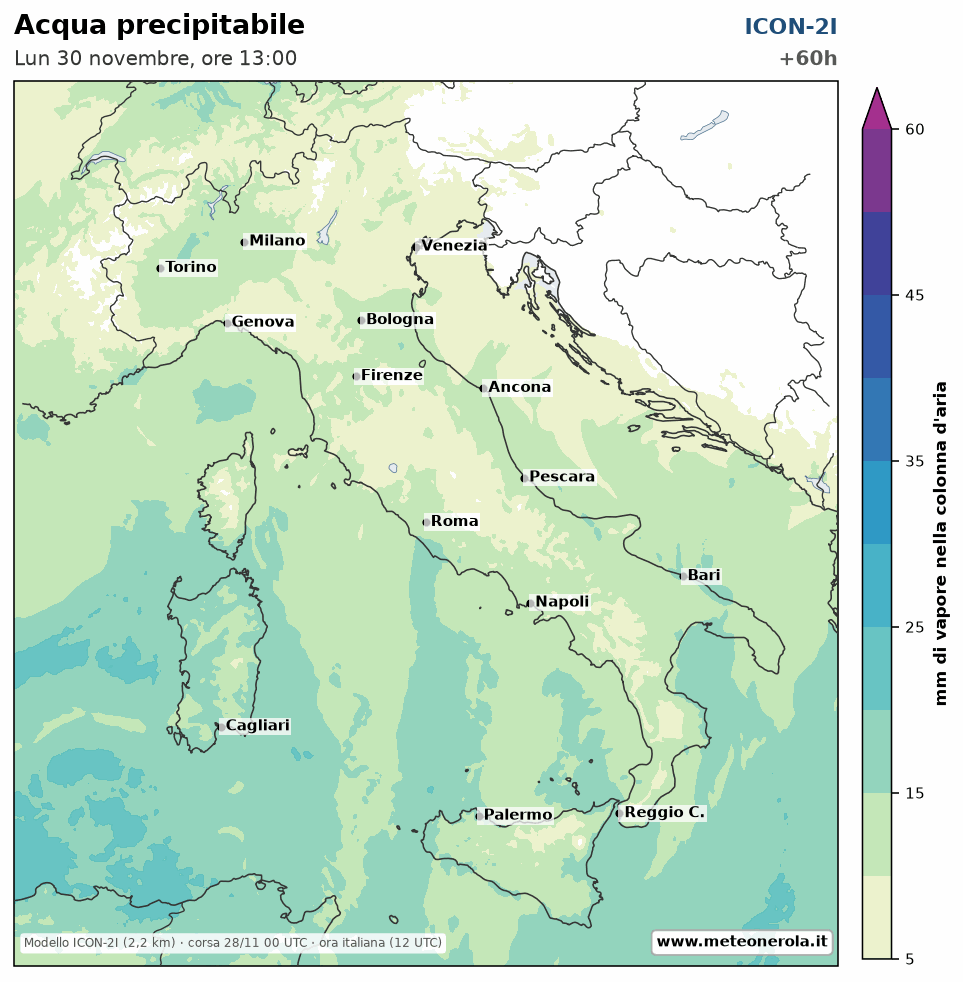 Acqua precipitabile
ICON-2I
Lun 30 novembre, ore 13:00
+60h
60
Milano
Venezia
Torino
45
Genova
Bologna
Firenze
Ancona
35
Pescara
Roma
Bari
Napoli
25
Cagliari
15
Palermo
Reggio C.
mm di vapore nella colonna d'aria
Modello ICON-2I (2,2 km) · corsa 28/11 00 UTC · ora italiana (12 UTC)
www.meteonerola.it
5